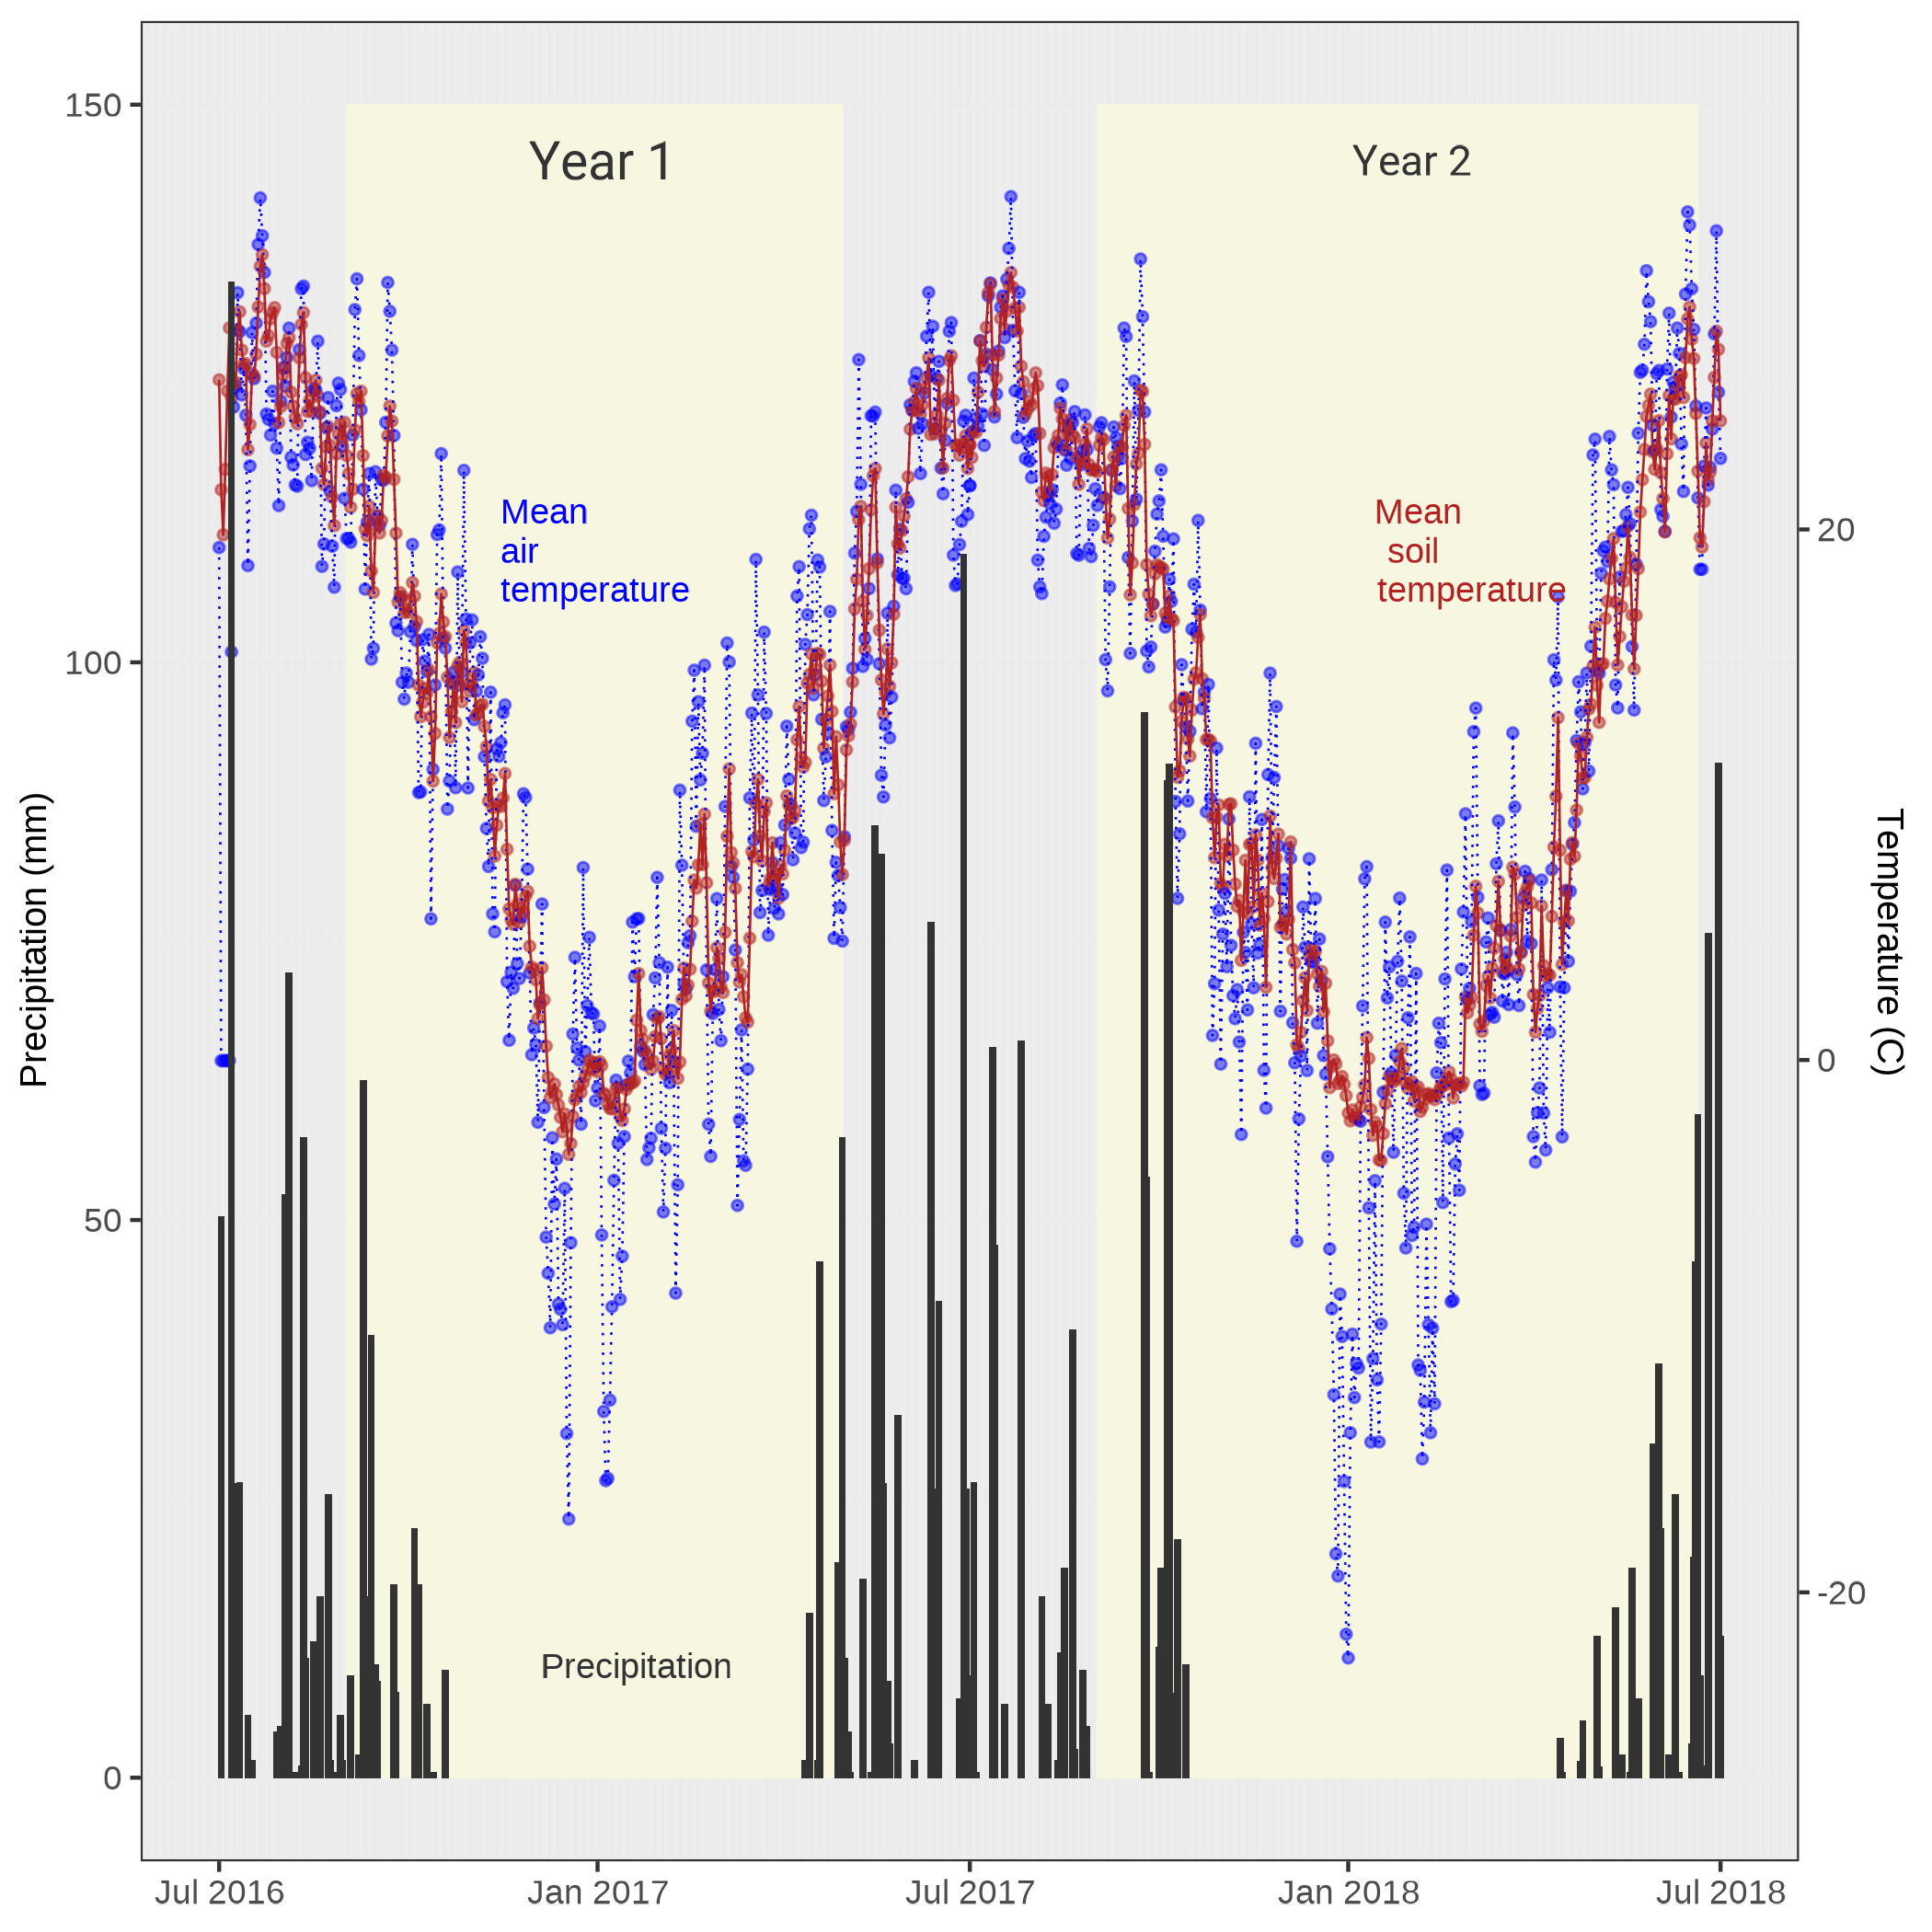 150
Year 1
Year 2
Mean
air
temperature
Mean
soil
temperature
20
100
Precipitation (mm)
Temperature (C)
0
50
-20
Precipitation
0
Jul 2016
Jan 2017
Jul 2017
Jan 2018
Jul 2018